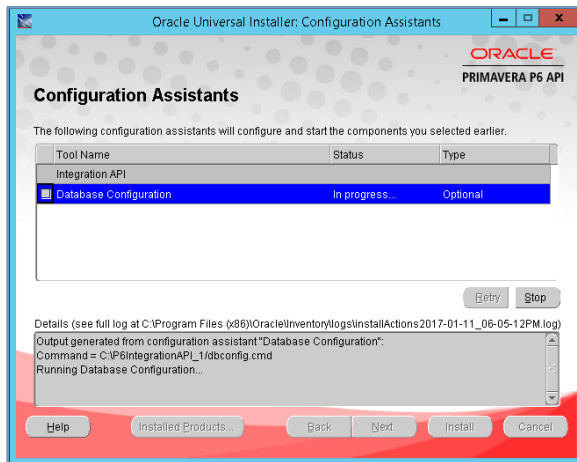 Oracle Universal Installer: Configuration Assistants
ORACLE
PRIMAVERA P6 API
Configuration Assistants
The following configuration assistants will configure and start the components you selected earlier.
Tool Name Status Type
Integration API
Database Configuration In progress... Optional
Retry Stop
Details (see full log at C:\Program Files (x86)\Oracle\Inventory\logs\installActions2017-01-11_06-05-12PM.log)
Output generated from configuration assistant "Database Configuration":
Command = C:\P6IntegrationAPI_1/dbconfig.cmd
Running Database Configuration...
Help Installed Products... Back Next Install Cancel